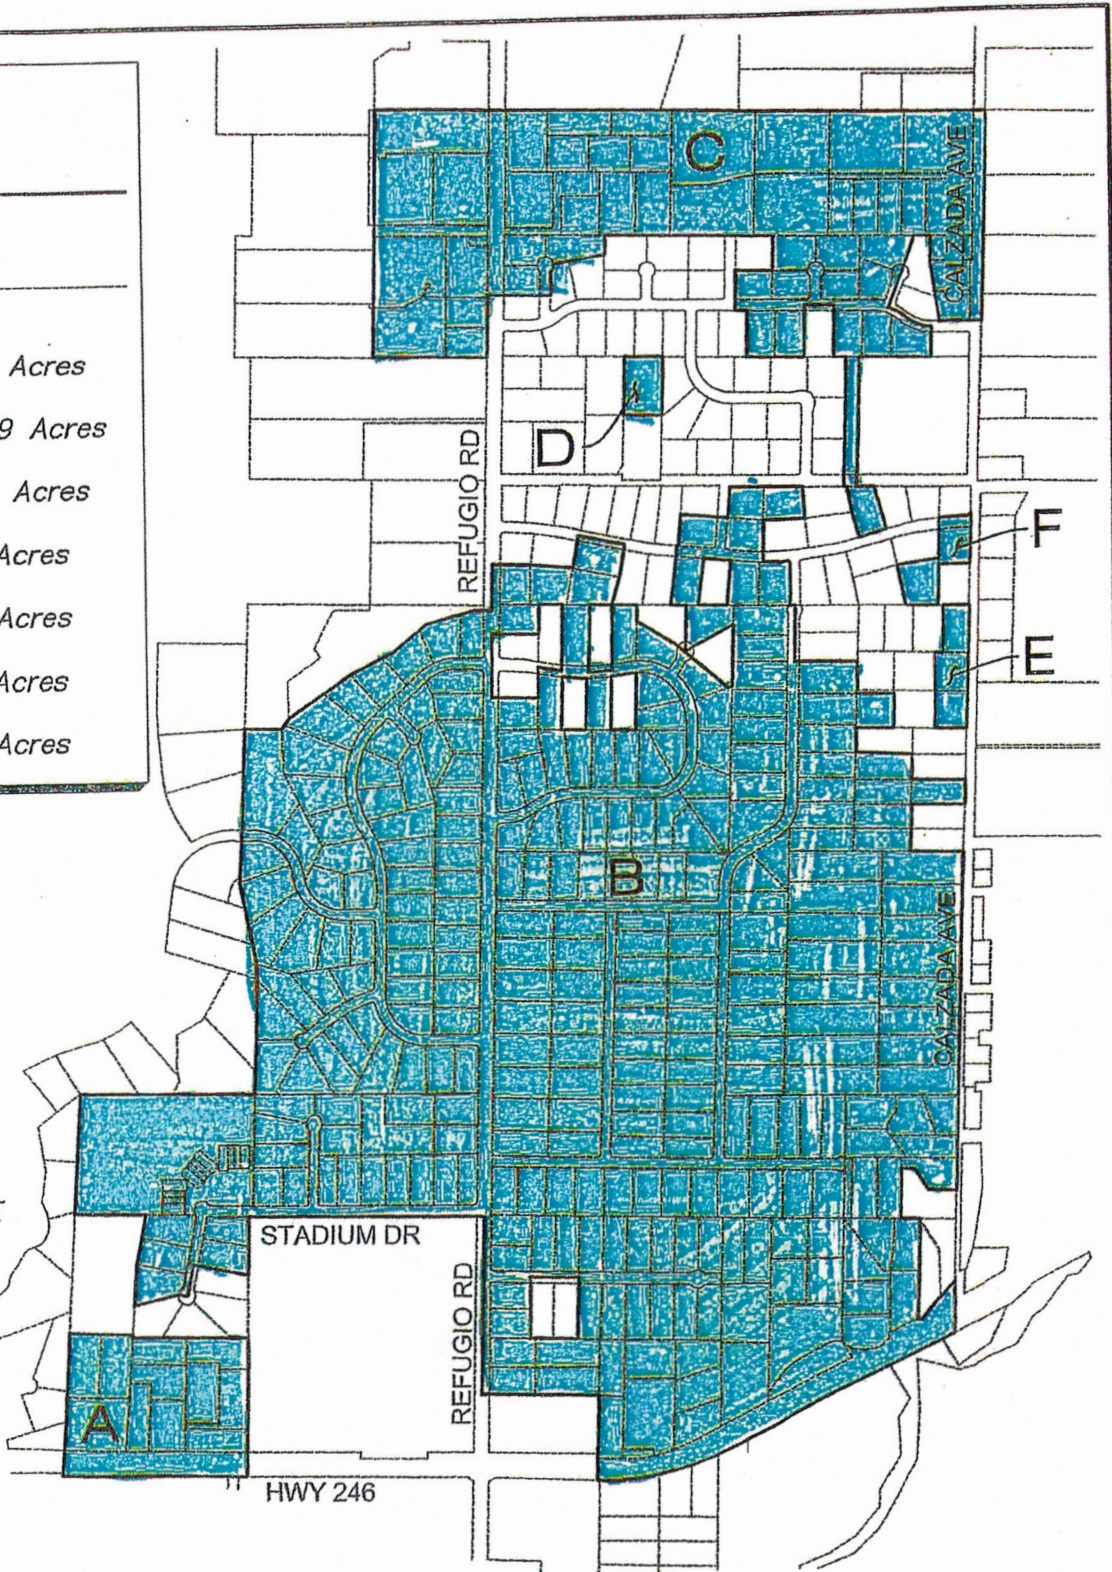 Acres
9 Acres
Acres
Acres
Acres
Acres
Acres
C
CALZADA AVE
D
REFUGIO RD
F
E
B
CALZADA AVE
STADIUM DR
REFUGIO RD
A
HWY 246